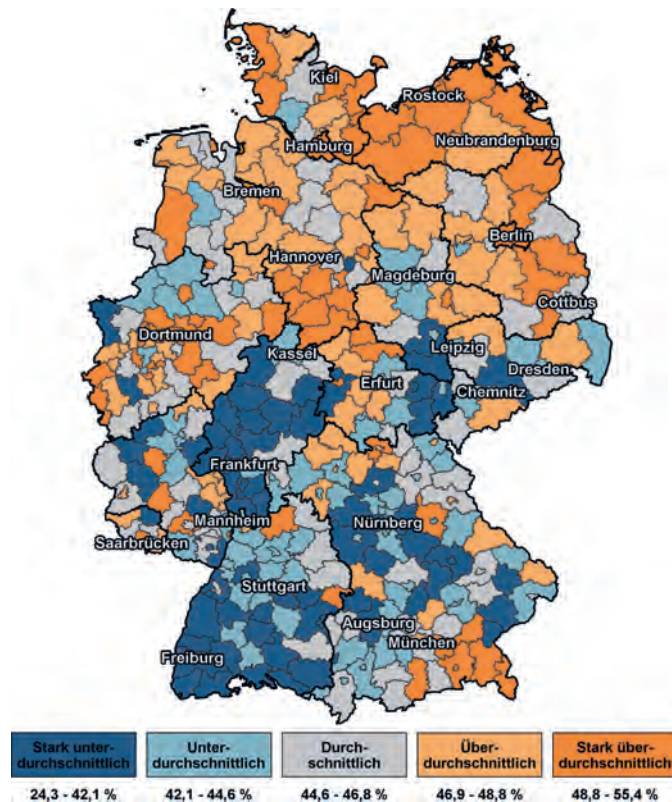 Kiel
Rostock
Neubrandenburg
Hamburg
Bremen
Berlin
Hannover
Magdeburg
Cottbus
Dortmund
Leipzig
Kassel
Dresden
Erfurt
Chemnitz
Frankfurt
Mannheim
Nürnberg
Saarbrücken
Stuttgart
Augsburg
München
Freiburg
Stark unter-
durchschnittlich
Unter-
durchschnittlich
Durch-
schnittlich
Über-
durchschnittlich
Stark über-
durchschnittlich
24,3 - 42,1 %
42,1 - 44,6 %
44,6 - 46,8 %
46,9 - 48,8 %
48,8 - 55,4 %